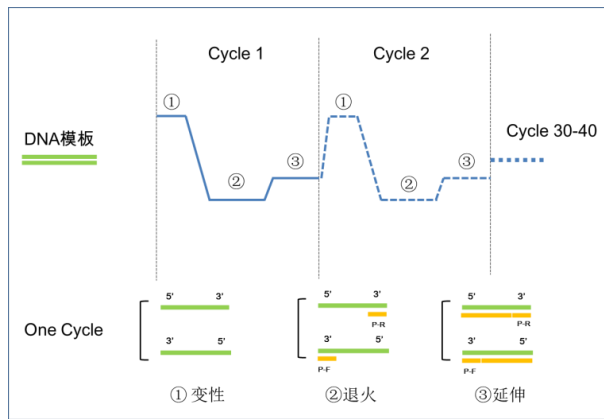 Cycle 1
Cycle 2
① ② ③
① ② ③
DNA模板
Cycle 30-40
One Cycle
5' 3'
3' 5'
① 变性
5' 3'
P-R
3' 5'
P-F
②退火
5' 3'
P-R
3' 5'
P-F
③延伸